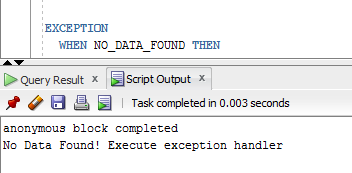 EXCEPTION
WHEN NO_DATA_FOUND THEN
Query Result x Script Output x
Task completed in 0.003 seconds
anonymous block completed
No Data Found! Execute exception handler